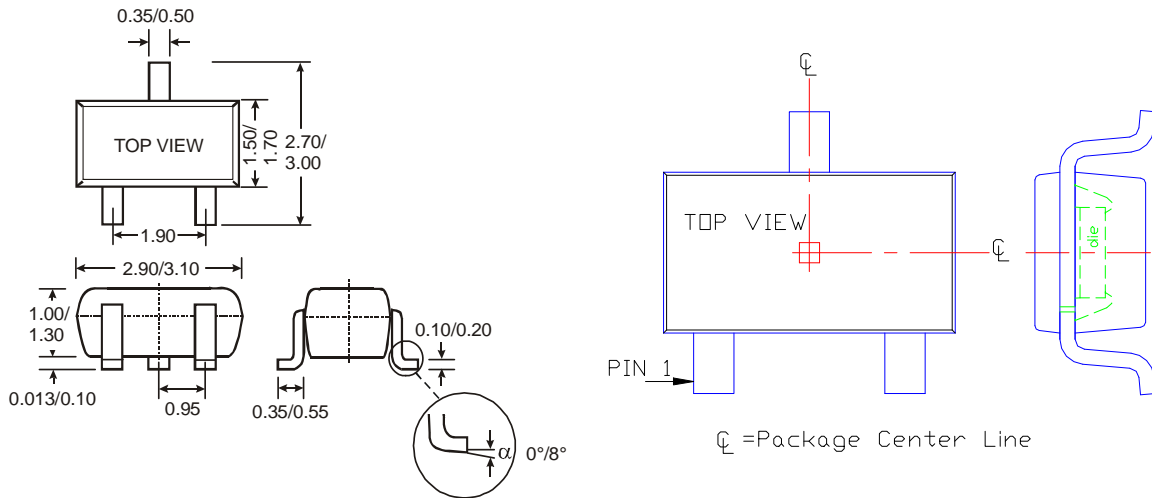 0.35/0.50
TOP VIEW
1.50/
1.70
2.70/
3.00
1.90
2.90/3.10
1.00/
1.30
0.013/0.10
0.95
0.10/0.20
0.35/0.55
α
0°/8°
℄
TOP VIEW
℄
die
PIN 1
℄ =Package Center Line